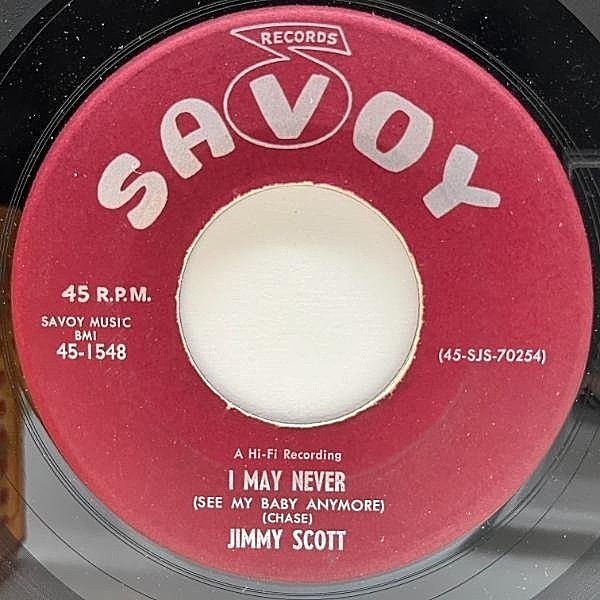 RECORDS
SAVOY
45 R.P.M.
SAVOY MUSIC
BMI
45-1548
(45-SJS-70254)
A Hi-Fi Recording
I MAY NEVER
(SEE MY BABY ANYMORE)
(CHASE)
JIMMY SCOTT